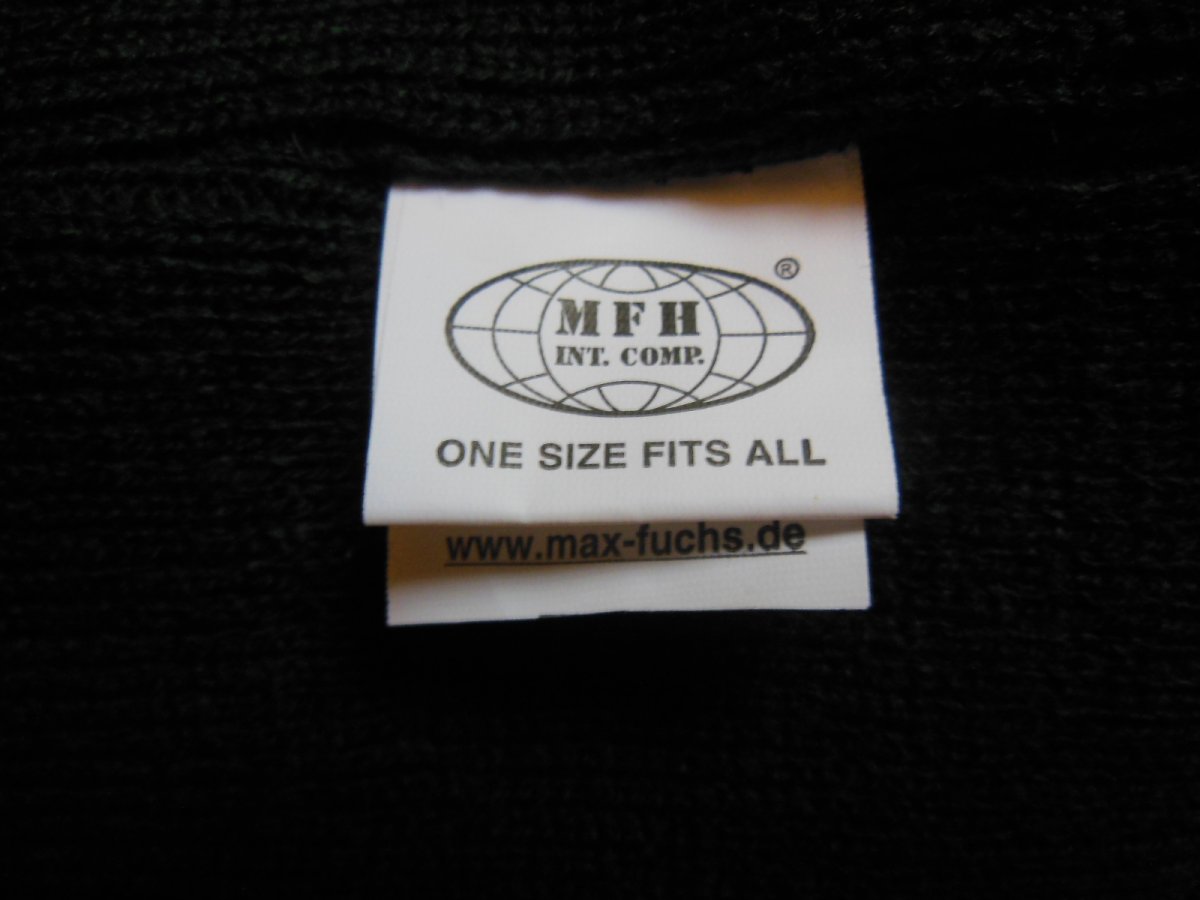 ®
MFH
INT. COMP.
ONE SIZE FITS ALL
www.max-fuchs.de